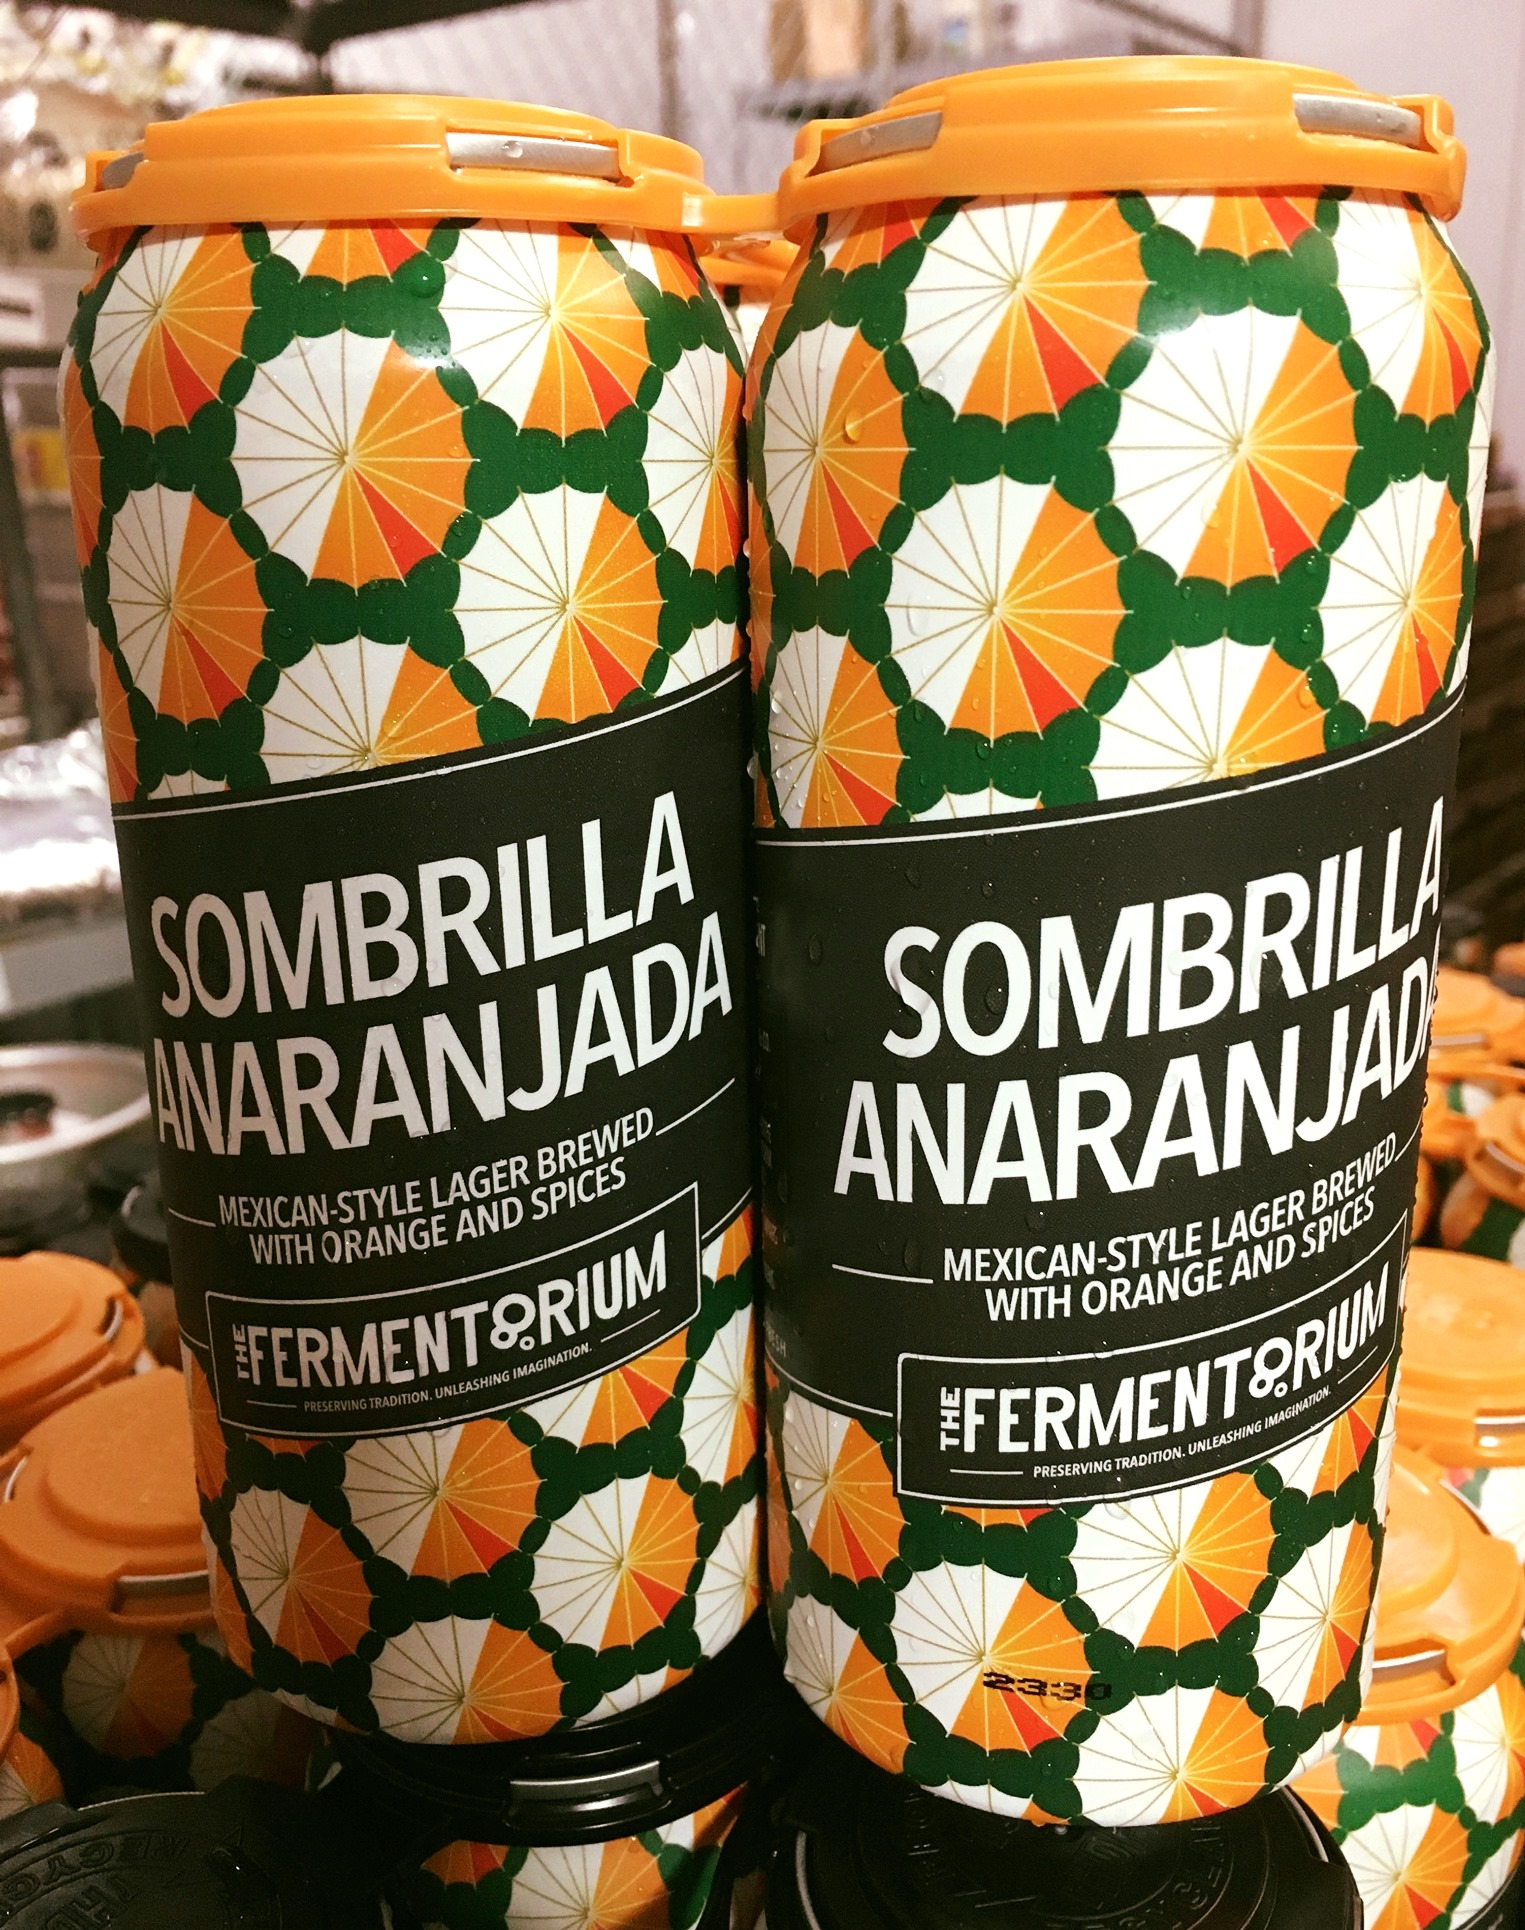 SOMBRILLA
ANARANJADA
MEXICAN-STYLE LAGER BREWED
WITH ORANGE AND SPICES
THE FERMENTORIUM
PRESERVING TRADITION. UNLEASHING IMAGINATION.
SOMBRILLA
ANARANJADA
MEXICAN-STYLE LAGER BREWED
WITH ORANGE AND SPICES
THE FERMENTORIUM
PRESERVING TRADITION. UNLEASHING IMAGINATION.
2330